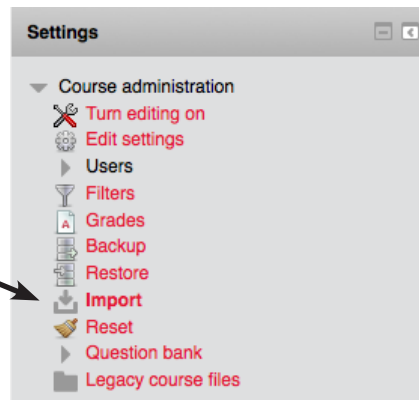 Settings
Course administration
Turn editing on
Edit settings
Users
Filters
Grades
Backup
Restore
Import
Reset
Question bank
Legacy course files